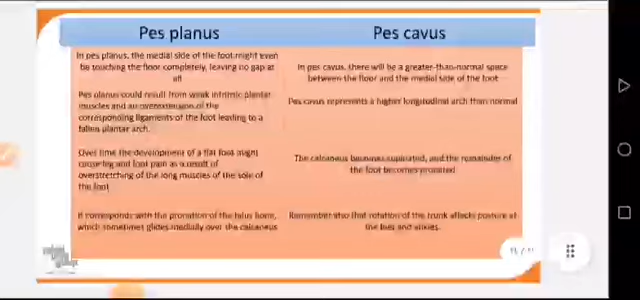 Pes planus
Pes cavus
In pes planus, the medial side of the foot might even
be touching the floor completely, leaving no gap at
all
In pes cavus, there will be a greater-than-normal space
between the floor and the medial side of the foot
Pes planus could result from weak intrinsic plantar
muscles and an overextension of the
corresponding ligaments of the foot leading to a
fallen plantar arch.
Pes cavus represents a higher longitudinal arch than normal
Over time the development of a flat foot might
and foot pain as a result of
overstretching of the long muscles of the sole of
the foot
The calcaneus becomes supinated, and the remainder of
the foot becomes pronated
It corresponds with the pronation of the talus bone,
which sometimes glides medially over the calcaneus
Remember also that rotation of the trunk affects posture at
the toes and ankles.